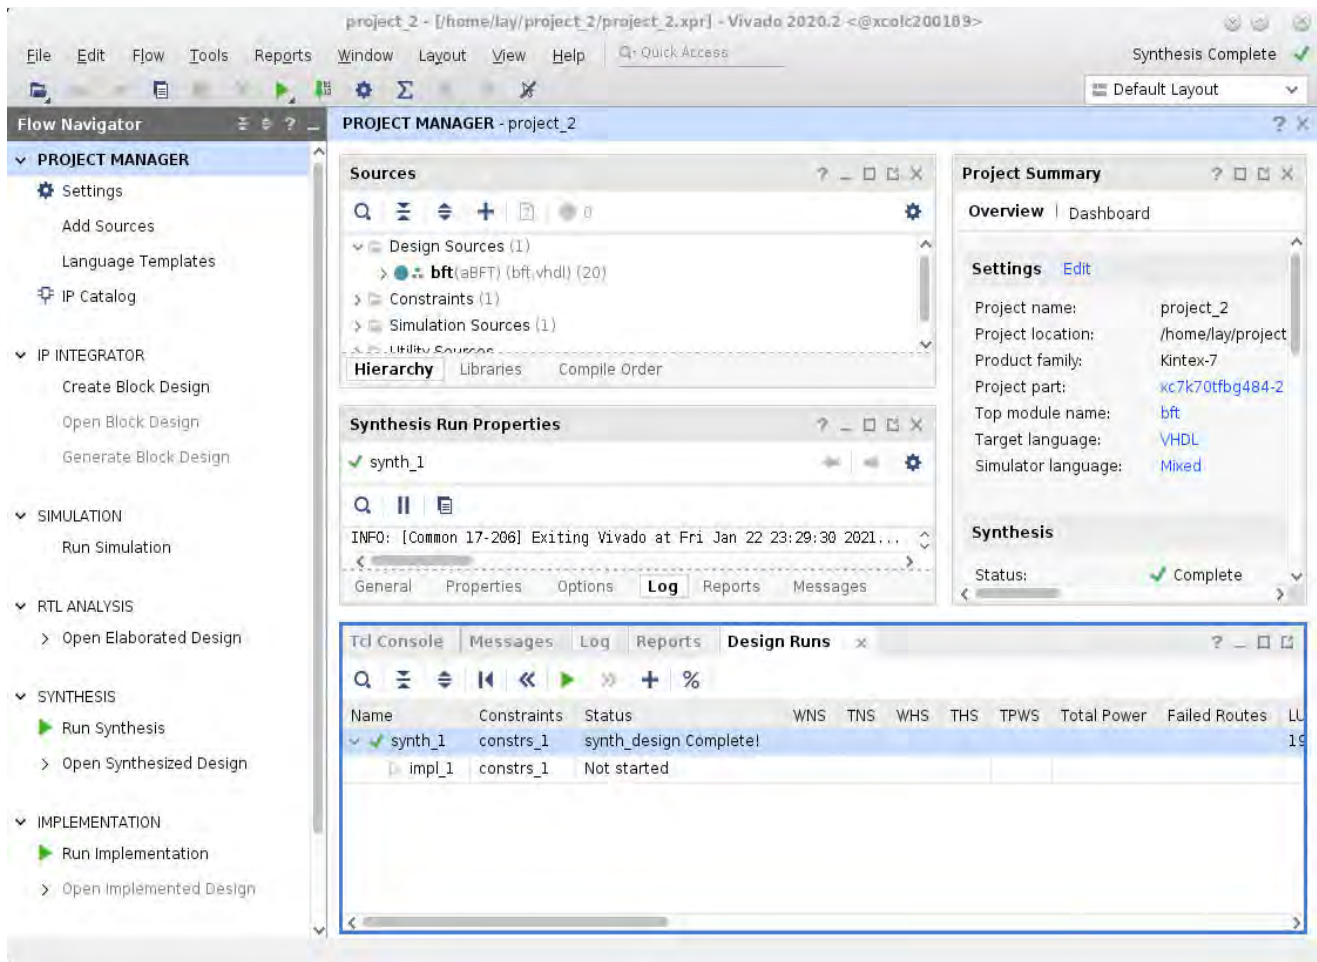 project_2 - [/home/lay/project_2/project_2.xpr] - Vivado 2020.2 <@xcolc200189>
File Edit Flow Tools Reports Window Layout View Help Quick Access Synthesis Complete
Default Layout
Flow Navigator
PROJECT MANAGER
Settings
Add Sources
Language Templates
IP Catalog
IP INTEGRATOR
Create Block Design
Open Block Design
Generate Block Design
SIMULATION
Run Simulation
RTL ANALYSIS
Open Elaborated Design
SYNTHESIS
Run Synthesis
Open Synthesized Design
IMPLEMENTATION
Run Implementation
Open Implemented Design
PROJECT MANAGER - project_2
Sources
0
Design Sources (1)
bft(aBFT) (bft.vhdl) (20)
Constraints (1)
Simulation Sources (1)
Utility Sources
Hierarchy Libraries Compile Order
Synthesis Run Properties
synth_1
INFO: [Common 17-206] Exiting Vivado at Fri Jan 22 23:29:30 2021...
General Properties Options Log Reports Messages
Project Summary
Overview Dashboard
Settings Edit
Project name: project_2
Project location: /home/lay/project
Product family: Kintex-7
Project part: xc7k70tfbg484-2
Top module name: bft
Target language: VHDL
Simulator language: Mixed
Synthesis
Status: Complete
Tcl Console Messages Log Reports Design Runs
Name Constraints Status WNS TNS WHS THS TPWS Total Power Failed Routes LU
synth_1 constrs_1 synth_design Complete! 19
impl_1 constrs_1 Not started